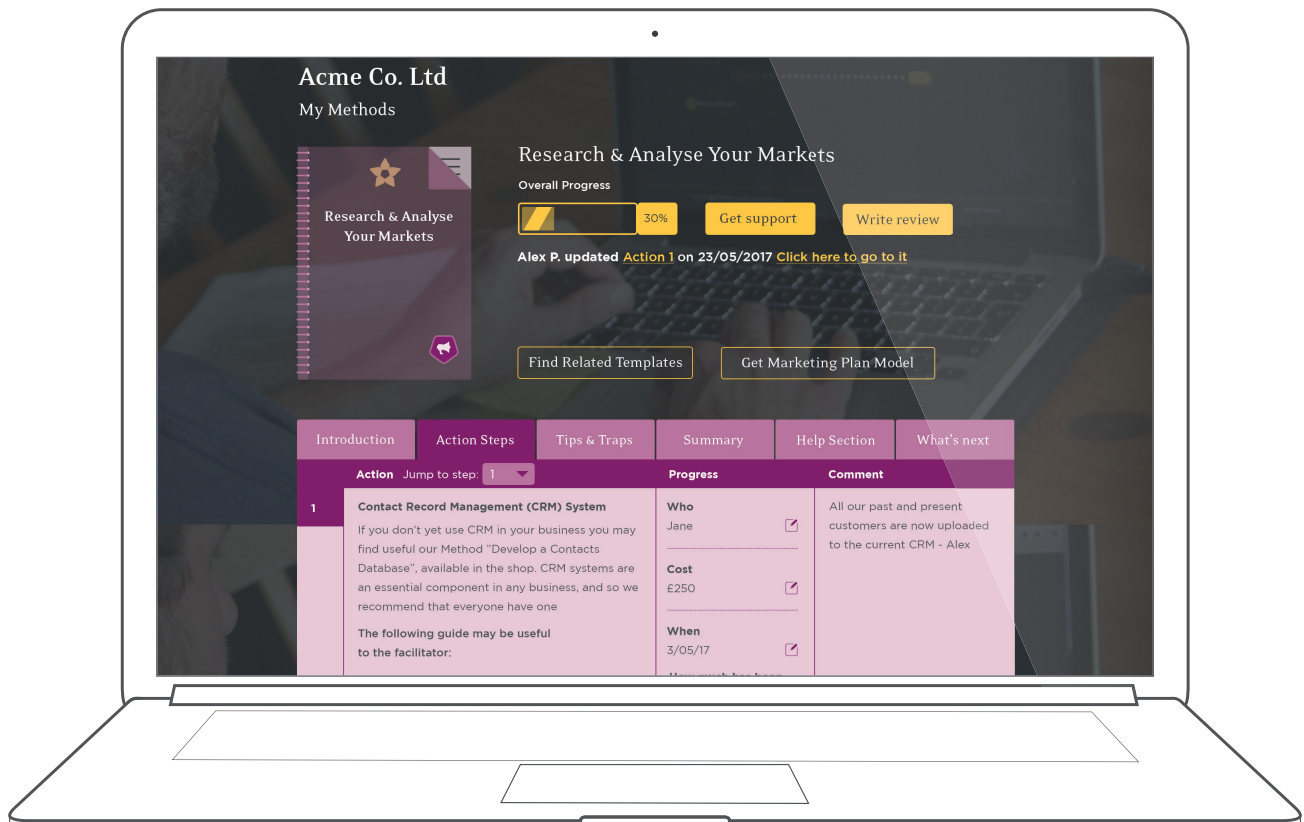 Acme Co. Ltd
My Methods
Research & Analyse
Your Markets
Research & Analyse Your Markets
Overall Progress
30%
Get support
Write review
Alex P. updated Action 1 on 23/05/2017 Click here to go to it
Find Related Templates
Get Marketing Plan Model
Introduction
Action Steps
Tips & Traps
Summary
Help Section
What's next
Action
Jump to step:
1
Progress
Comment
1
Contact Record Management (CRM) System
If you don't yet use CRM in your business you may
find useful our Method "Develop a Contacts
Database", available in the shop. CRM systems are
an essential component in any business, and so we
recommend that everyone have one
The following guide may be useful
to the facilitator:
Who
Jane
Cost
£250
When
3/05/17
All our past and present
customers are now uploaded
to the current CRM - Alex